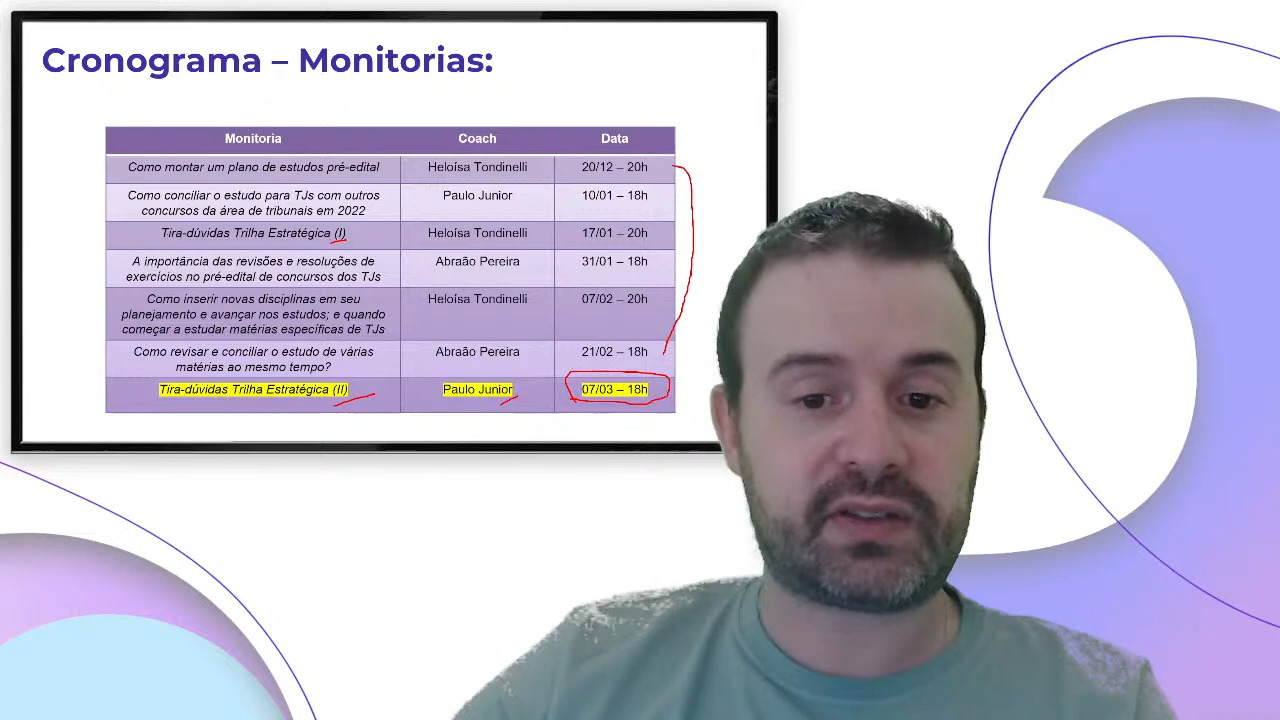 Cronograma – Monitorias:
Monitoria Coach Data
Como montar um plano de estudos pré-edital Heloísa Tondinelli 20/12 – 20h
Como conciliar o estudo para TJs com outros
concursos da área de tribunais em 2022
Paulo Junior 10/01 – 18h
Tira-dúvidas Trilha Estratégica (I) Heloísa Tondinelli 17/01 – 20h
A importância das revisões e resoluções de
exercícios no pré-edital de concursos dos TJs
Abraão Pereira 31/01 – 18h
Como inserir novas disciplinas em seu
planejamento e avançar nos estudos; e quando
começar a estudar matérias específicas de TJs
Heloísa Tondinelli 07/02 – 20h
Como revisar e conciliar o estudo de várias
matérias ao mesmo tempo?
Abraão Pereira 21/02 – 18h
Tira-dúvidas Trilha Estratégica (II) Paulo Junior 07/03 – 18h